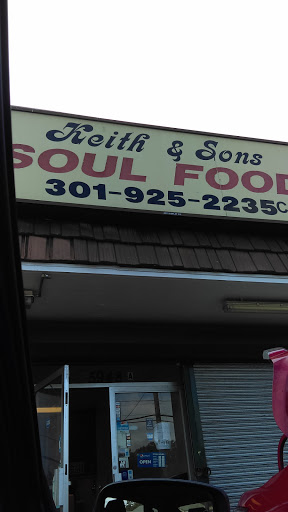 Keith & Sons
SOUL FOOD
301-925-2235
OPEN